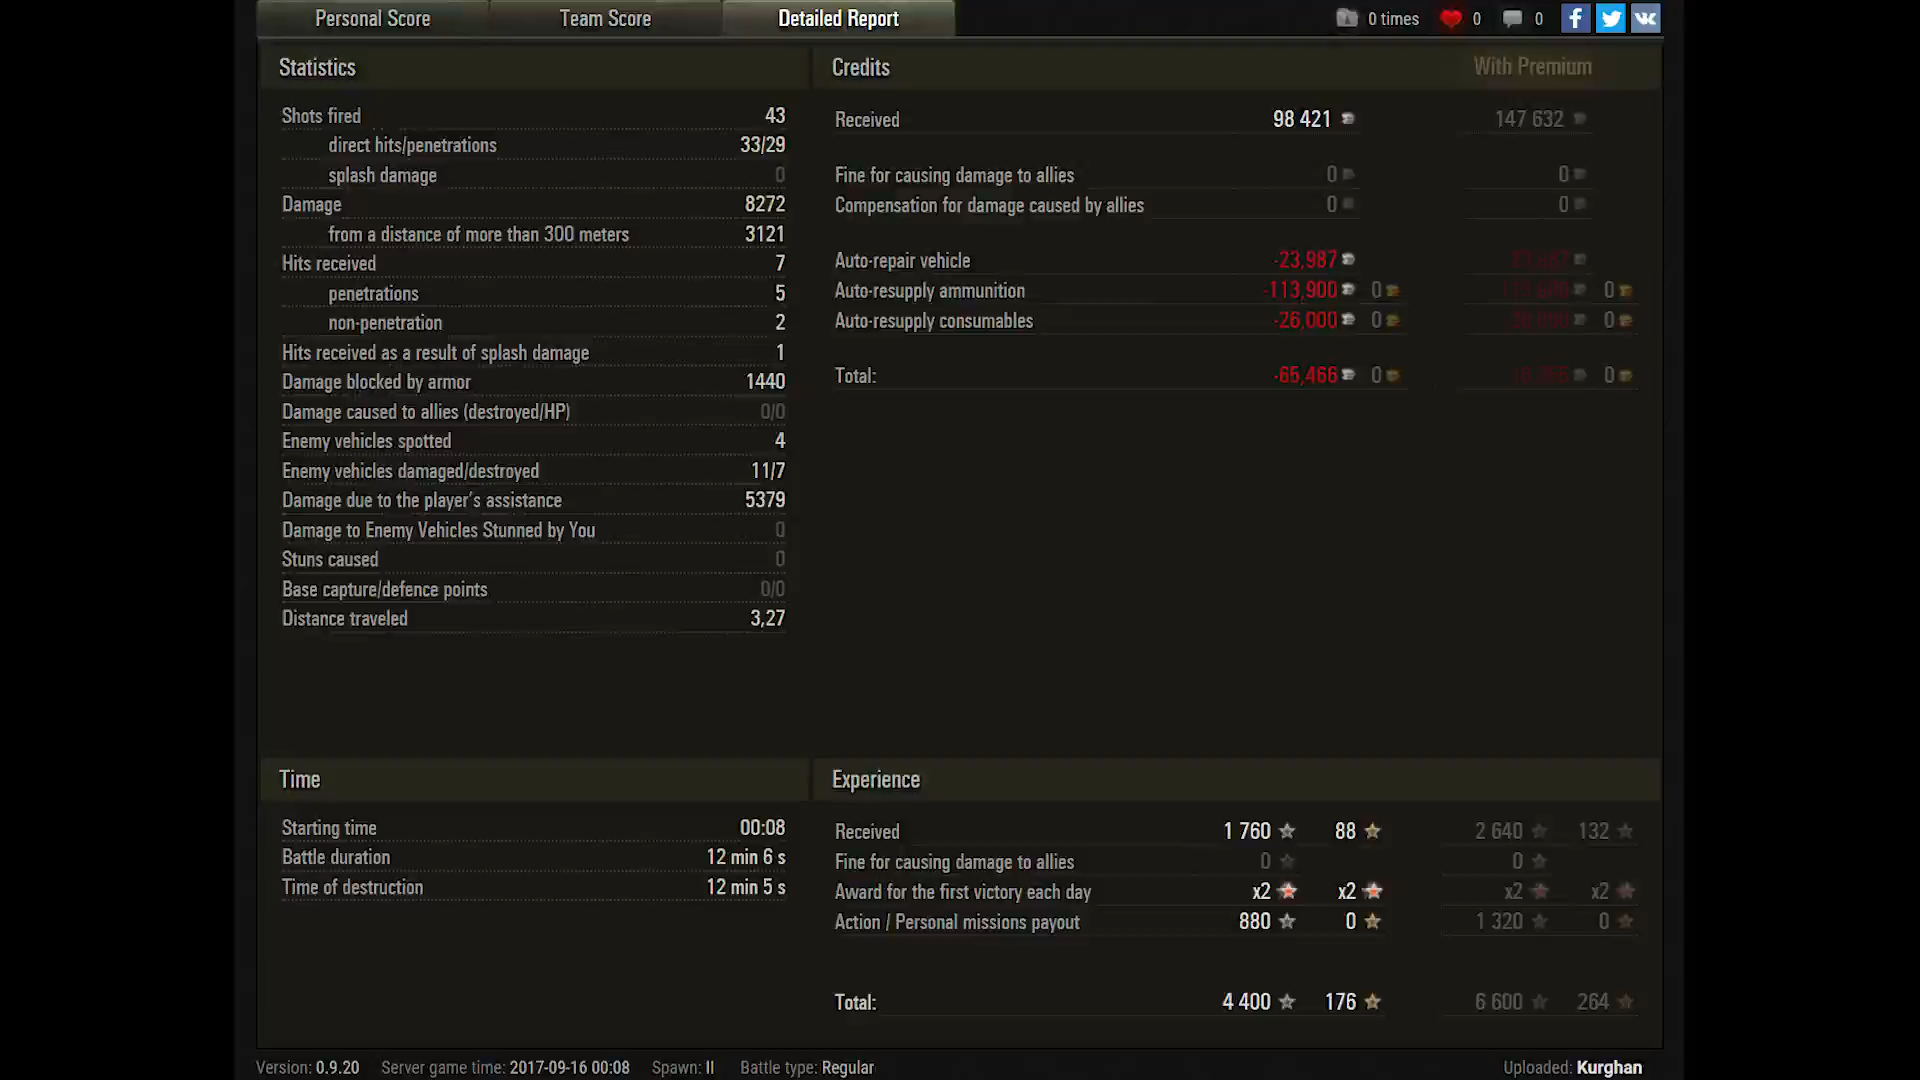 Personal Score
Team Score
Detailed Report
0 times
0
0
Statistics
Shots fired 43
direct hits/penetrations 33/29
splash damage 0
Damage 8272
from a distance of more than 300 meters 3121
Hits received 7
penetrations 5
non-penetration 2
Hits received as a result of splash damage 1
Damage blocked by armor 1440
Damage caused to allies (destroyed/HP) 0/0
Enemy vehicles spotted 4
Enemy vehicles damaged/destroyed 11/7
Damage due to the player's assistance 5379
Damage to Enemy Vehicles Stunned by You 0
Stuns caused 0
Base capture/defence points 0/0
Distance traveled 3,27
Credits With Premium
Received 98 421 147 632
Fine for causing damage to allies 0 0
Compensation for damage caused by allies 0 0
Auto-repair vehicle -23,987
Auto-resupply ammunition -113,900 0 0
Auto-resupply consumables -26,000 0 0
Total: -65,466 0 0
Time
Starting time 00:08
Battle duration 12 min 6 s
Time of destruction 12 min 5 s
Experience
Received 1 760 88 2 640 132
Fine for causing damage to allies 0 0
Award for the first victory each day x2 x2 x2 x2
Action / Personal missions payout 880 0 1 320 0
Total: 4 400 176 6 600 264
Version: 0.9.20 Server game time: 2017-09-16 00:08 Spawn: II Battle type: Regular Uploaded: Kurghan